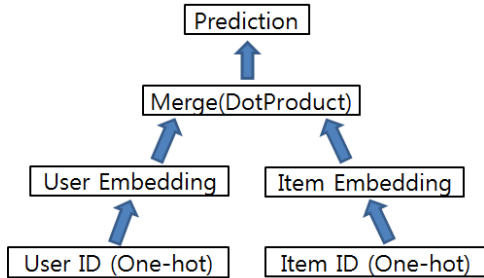 Prediction
Merge(DotProduct)
User Embedding
Item Embedding
User ID (One-hot)
Item ID (One-hot)